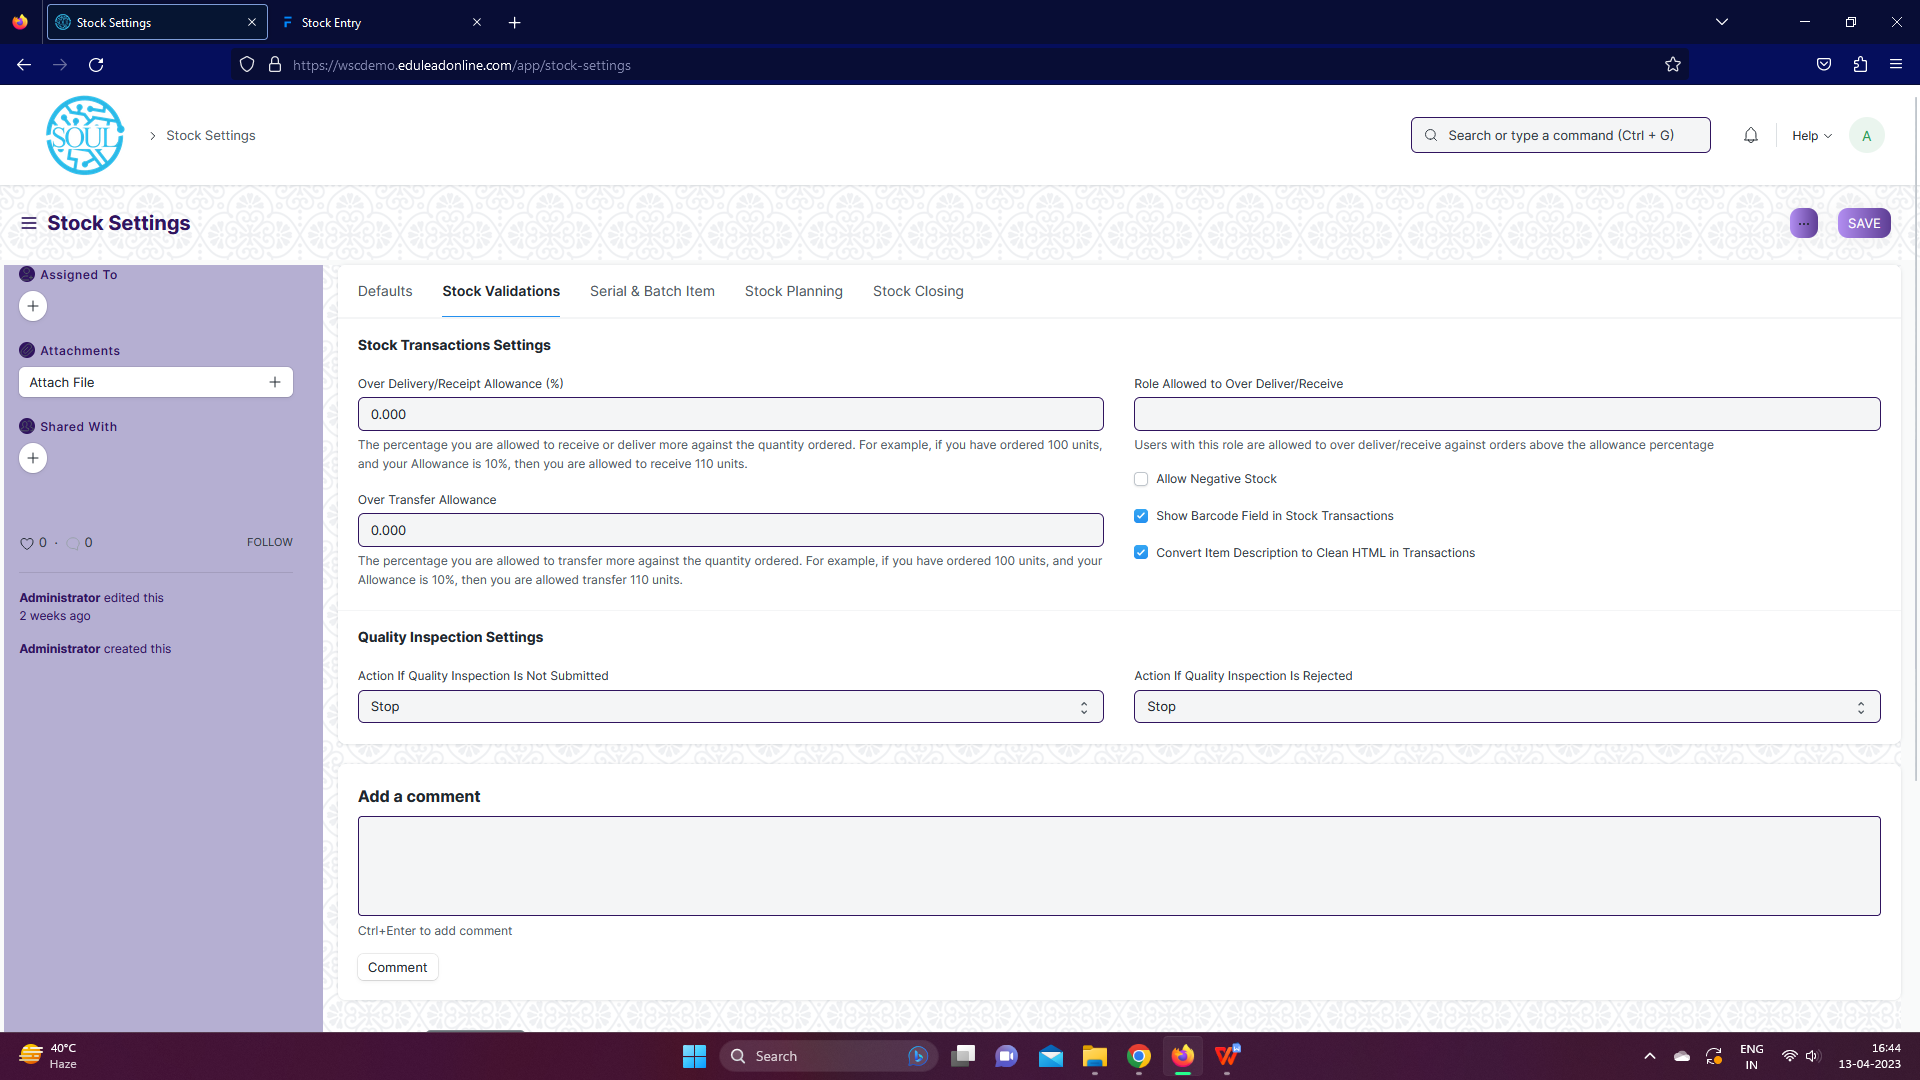 Stock Settings
Stock Entry
https://wscdemo.eduleadonline.com/app/stock-settings
SOUL
Stock Settings
Search or type a command (Ctrl + G)
Help
A
Stock Settings
SAVE
Assigned To
Attachments
Attach File
Shared With
0 · 0
FOLLOW
Administrator edited this
2 weeks ago
Administrator created this
Defaults
Stock Validations
Serial & Batch Item
Stock Planning
Stock Closing
Stock Transactions Settings
Over Delivery/Receipt Allowance (%)
0.000
The percentage you are allowed to receive or deliver more against the quantity ordered. For example, if you have ordered 100 units,
and your Allowance is 10%, then you are allowed to receive 110 units.
Over Transfer Allowance
0.000
The percentage you are allowed to transfer more against the quantity ordered. For example, if you have ordered 100 units, and your
Allowance is 10%, then you are allowed transfer 110 units.
Role Allowed to Over Deliver/Receive
Users with this role are allowed to over deliver/receive against orders above the allowance percentage
Allow Negative Stock
Show Barcode Field in Stock Transactions
Convert Item Description to Clean HTML in Transactions
Quality Inspection Settings
Action If Quality Inspection Is Not Submitted
Stop
Action If Quality Inspection Is Rejected
Stop
Add a comment
Ctrl+Enter to add comment
Comment
40°C
Haze
Search
ENG
IN
16:44
13-04-2023